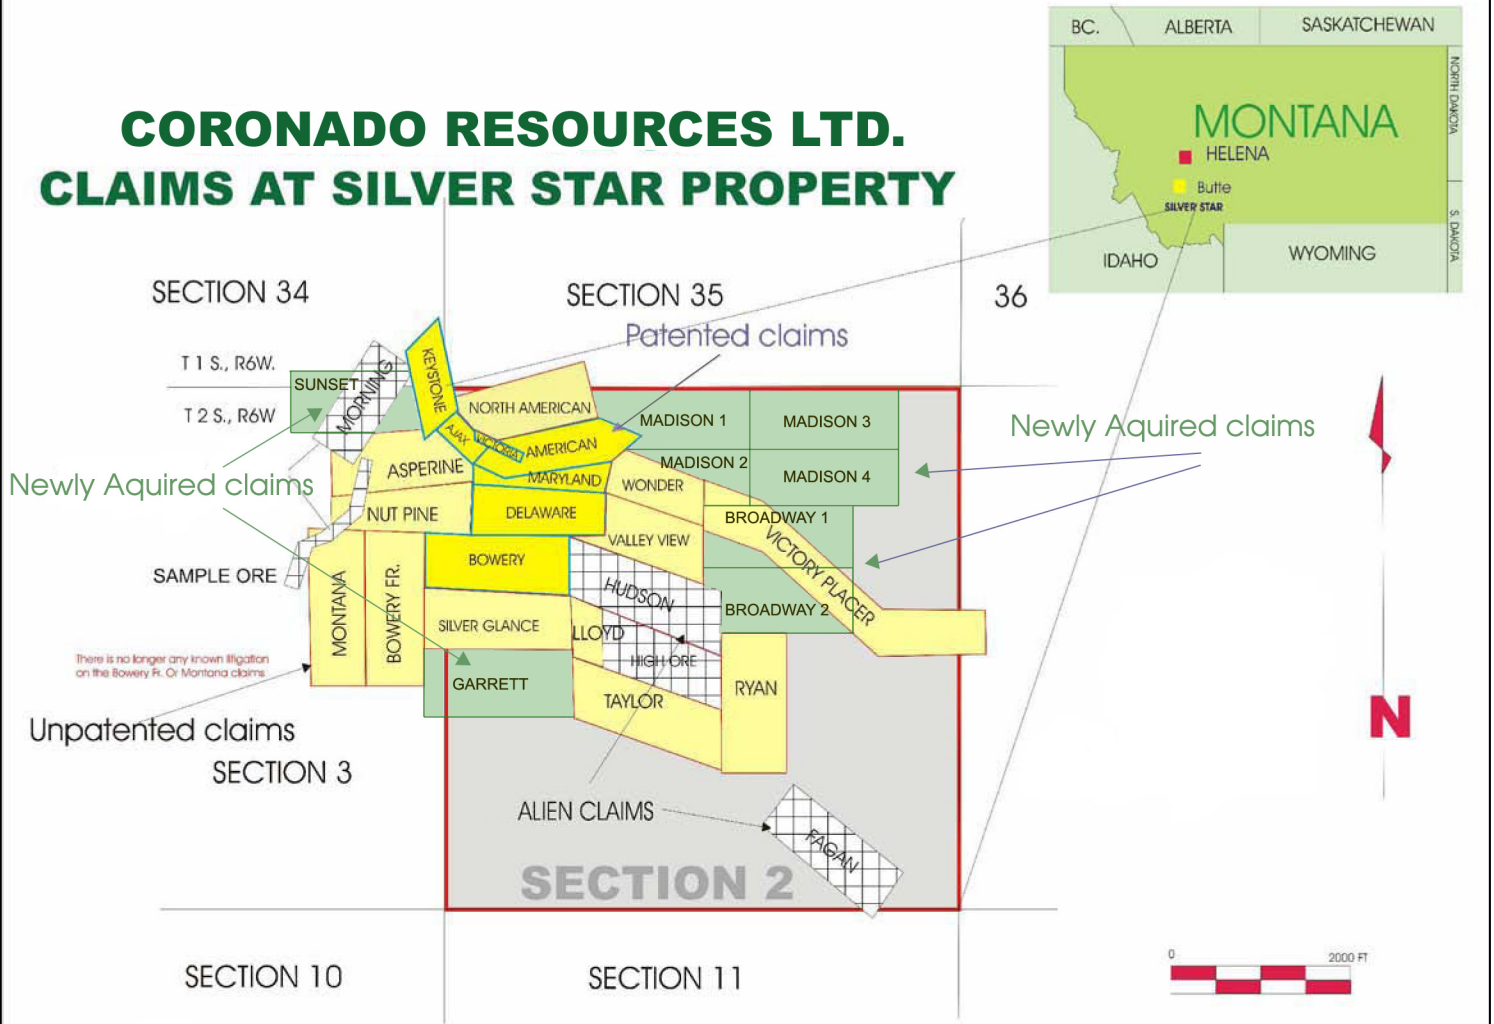 BC.
ALBERTA
SASKATCHEWAN
NORTH DAKOTA
MONTANA
HELENA
Butte
SILVER STAR
S. DAKOTA
IDAHO
WYOMING
CORONADO RESOURCES LTD.
CLAIMS AT SILVER STAR PROPERTY
SECTION 34
SECTION 35
36
Patented claims
T 1 S., R6W.
T 2 S., R6W
SUNSET
MORNING
KEYSTONE
NORTH AMERICAN
MADISON 1
MADISON 3
Newly Aquired claims
AJAX
VICTORIA
AMERICAN
MADISON 2
MADISON 4
ASPERINE
MARYLAND
WONDER
Newly Aquired claims
NUT PINE
DELAWARE
BROADWAY 1
VALLEY VIEW
VICTORY PLACER
BOWERY
SAMPLE ORE
MONTANA
BOWERY FR.
HUDSON
BROADWAY 2
SILVER GLANCE
LLOYD
HIGH ORE
There is no longer any known litigation
on the Bowery Fr. Or Montana claims
GARRETT
TAYLOR
RYAN
Unpatented claims
SECTION 3
N
ALIEN CLAIMS
FAGAN
SECTION 2
SECTION 10
SECTION 11
0
2000 FT